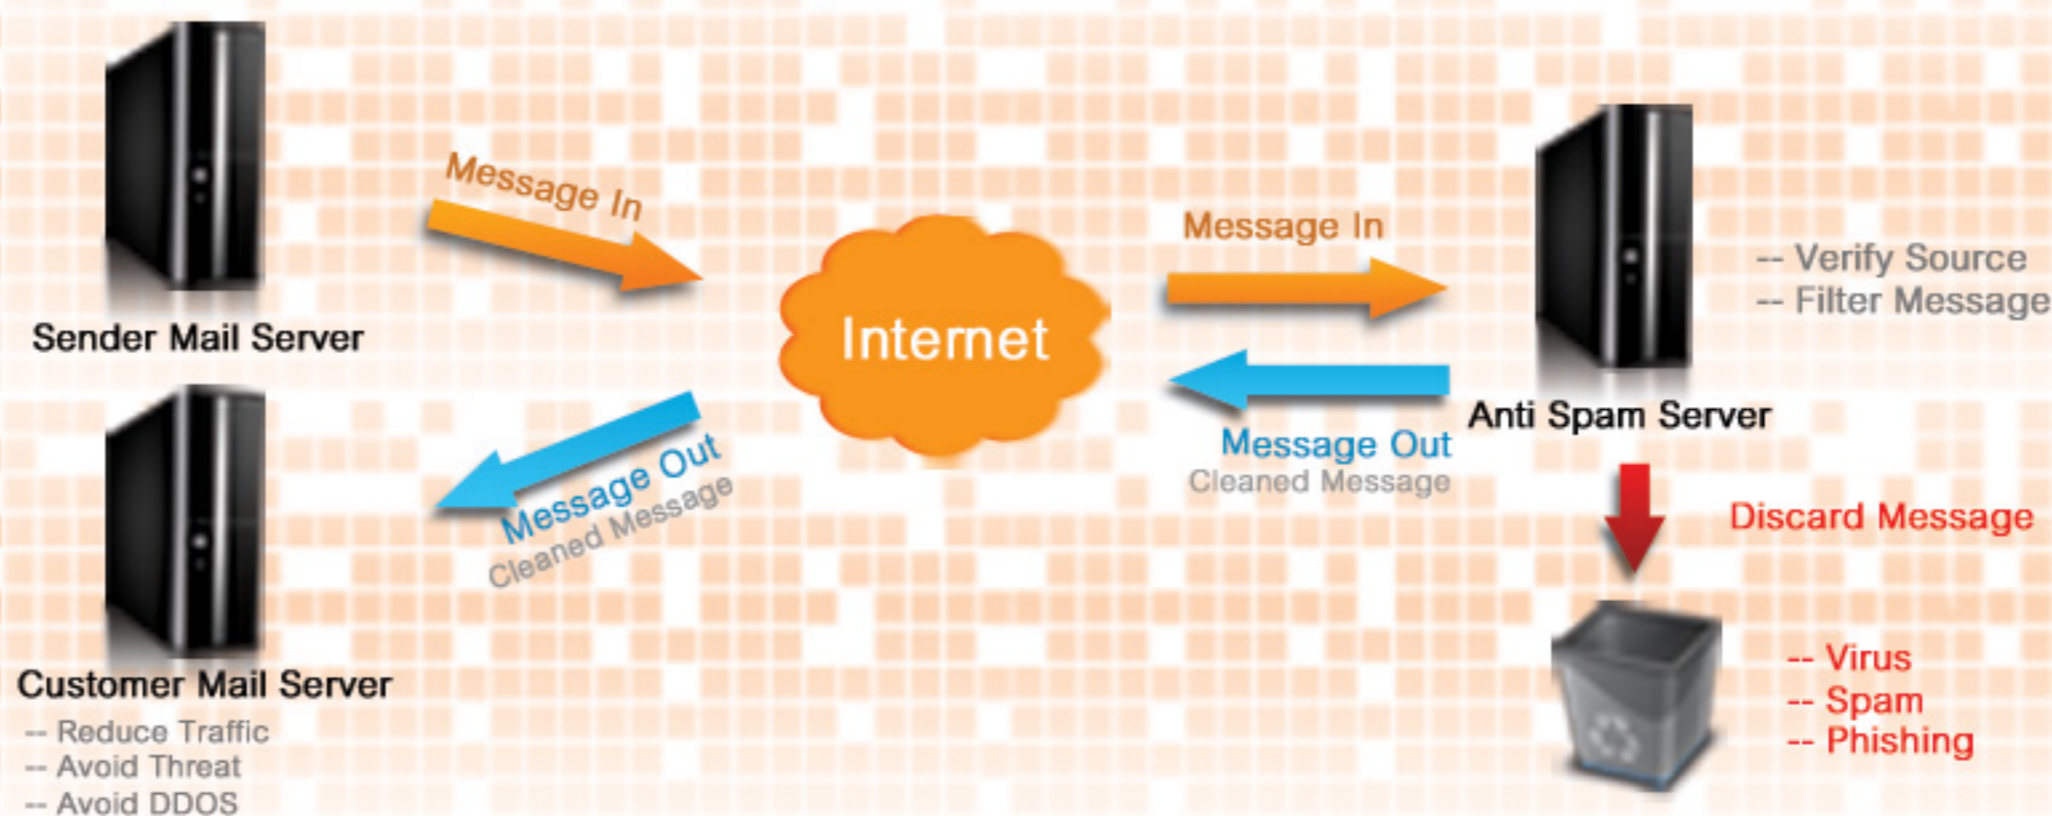 Message In
Sender Mail Server
Internet
Message In
-- Verify Source
-- Filter Message
Anti Spam Server
Message Out
Cleaned Message
Message Out
Cleaned Message
Discard Message
Customer Mail Server
-- Reduce Traffic
-- Avoid Threat
-- Avoid DDOS
-- Virus
-- Spam
-- Phishing